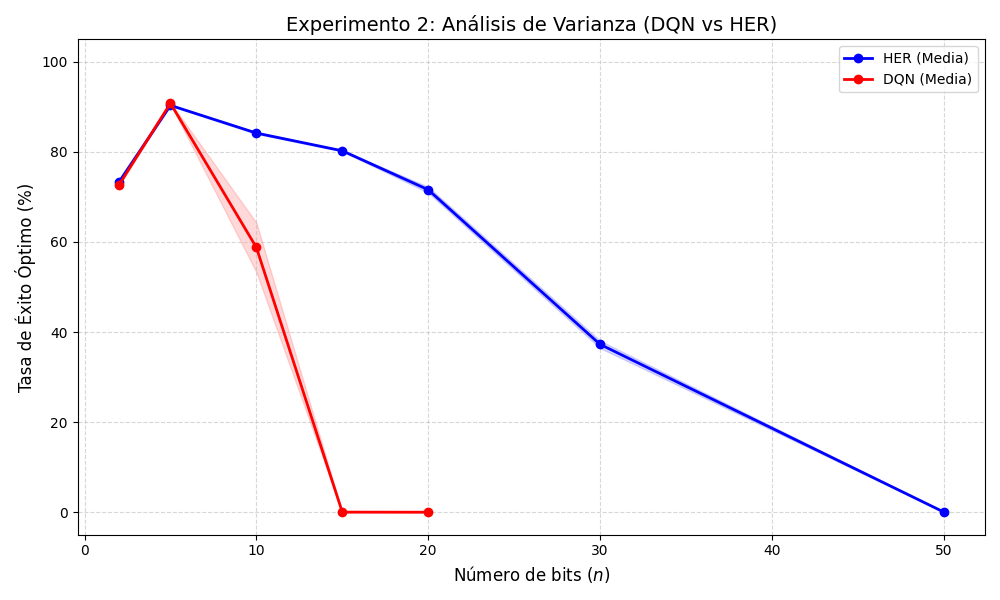 Experimento 2: Análisis de Varianza (DQN vs HER)
HER (Media)
DQN (Media)
Tasa de Éxito Óptimo (%)
100
80
60
40
20
0
0 10 20 30 40 50
Número de bits (n)